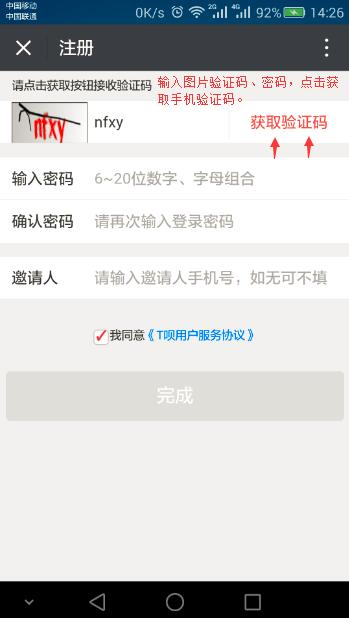 中国移动
中国联通
0K/s 2G 4G 92% 14:26
注册
请点击获取按钮接收验证码
输入图片验证码、密码，点击获
取手机验证码。
nfxy nfxy 获取验证码
输入密码 6~20位数字、字母组合
确认密码 请再次输入登录密码
邀请人 请输入邀请人手机号，如无可不填
我同意《T呗用户服务协议》
完成